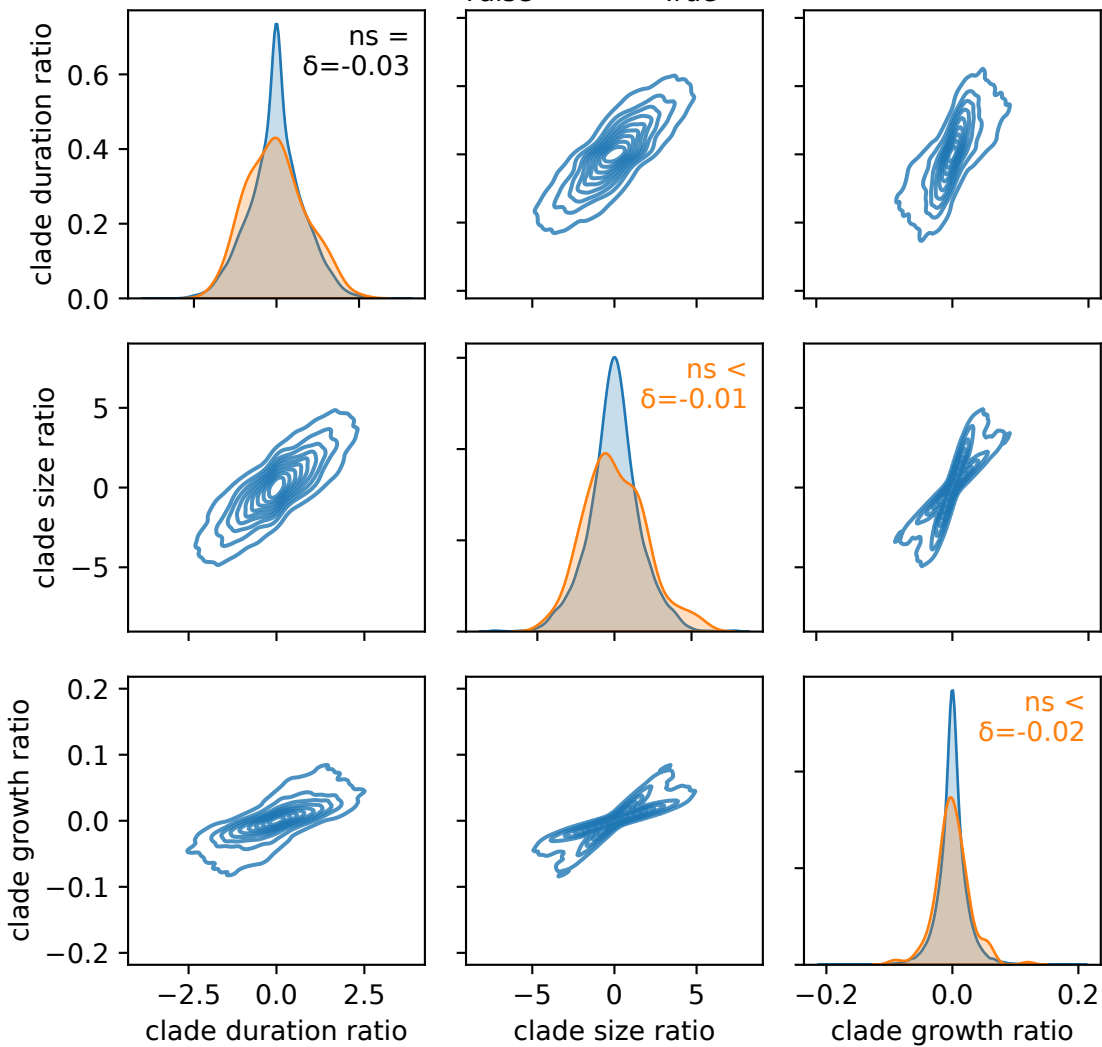 ns =
δ=-0.03
clade duration ratio
0.6
0.4
0.2
0.0
ns <
δ=-0.01
clade size ratio
5
0
−5
ns <
δ=-0.02
clade growth ratio
0.2
0.1
0.0
−0.1
−0.2
−2.5 0.0 2.5
−5 0 5
−0.2 0.0 0.2
clade duration ratio
clade size ratio
clade growth ratio